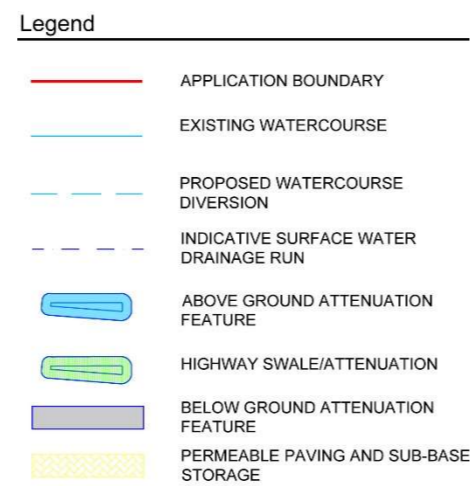 Legend
APPLICATION BOUNDARY
EXISTING WATERCOURSE
PROPOSED WATERCOURSE
DIVERSION
INDICATIVE SURFACE WATER
DRAINAGE RUN
ABOVE GROUND ATTENUATION
FEATURE
HIGHWAY SWALE/ATTENUATION
BELOW GROUND ATTENUATION
FEATURE
PERMEABLE PAVING AND SUB-BASE
STORAGE